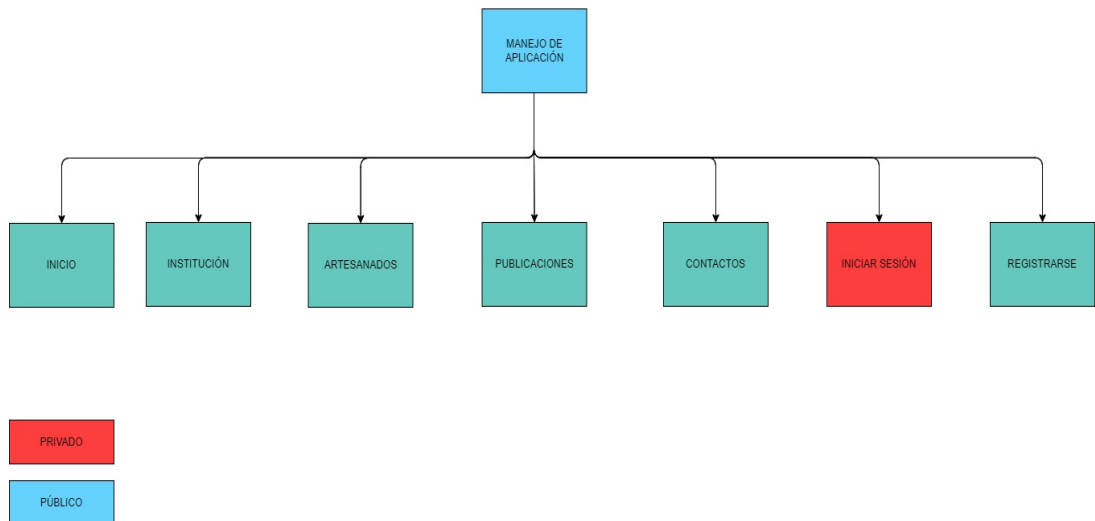 MANEJO DE
APLICACIÓN
INICIO
INSTITUCIÓN
ARTESANADOS
PUBLICACIONES
CONTACTOS
INICIAR SESIÓN
REGISTRARSE
PRIVADO
PÚBLICO